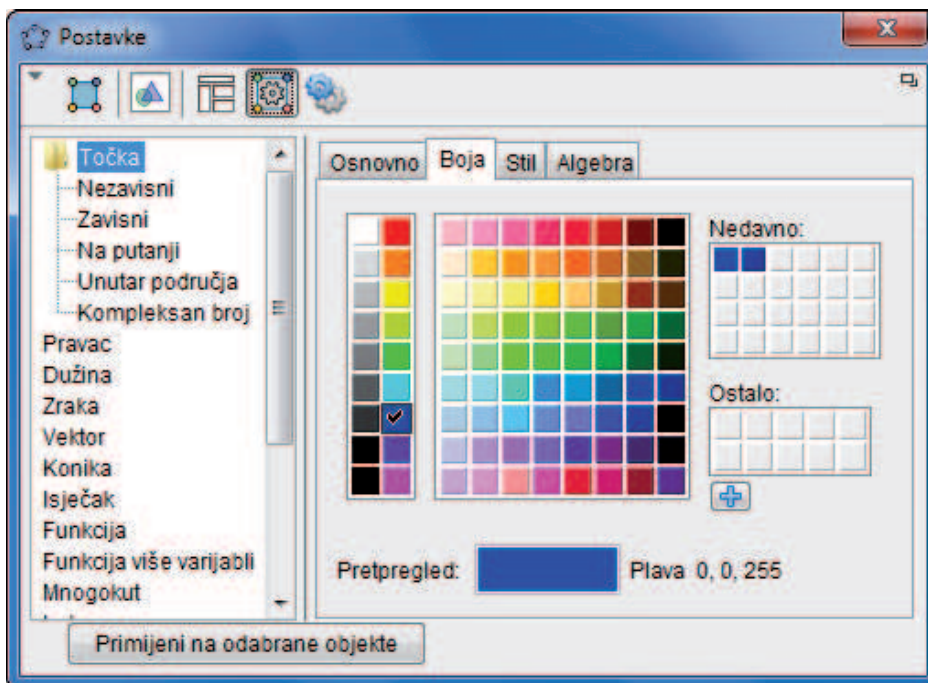 Postavke
Točka
Nezavisni
Zavisni
Na putanji
Unutar područja
Kompleksan broj
Pravac
Dužina
Zraka
Vektor
Konika
Isječak
Funkcija
Funkcija više varijabli
Mnogokut
Osnovno Boja Stil Algebra
Nedavno:
Ostalo:
Pretpregled: Plava 0, 0, 255
Primijeni na odabrane objekte